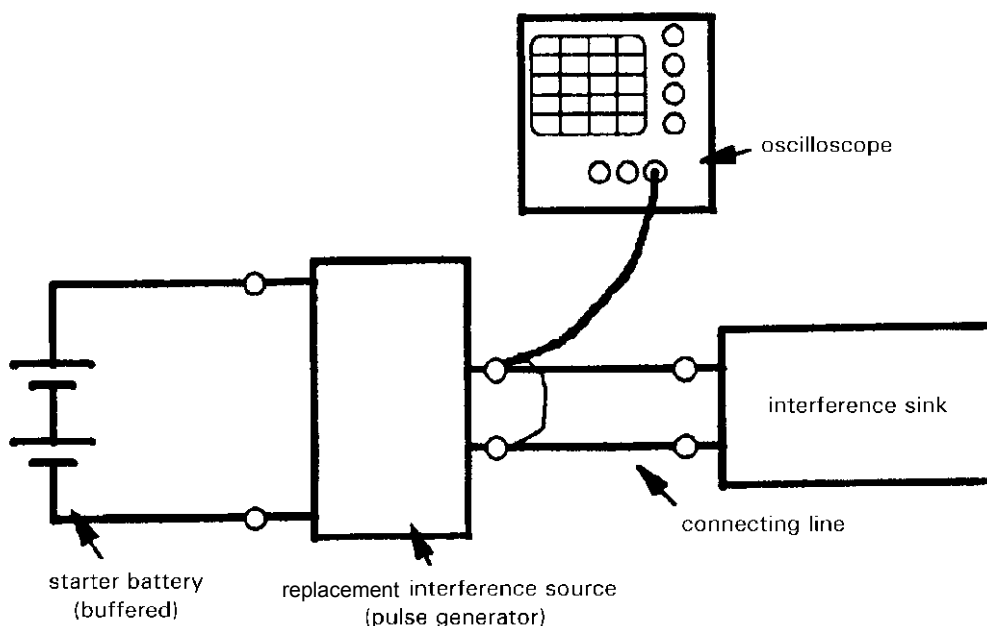 oscilloscope
interference sink
connecting line
starter battery
(buffered)
replacement interference source
(pulse generator)